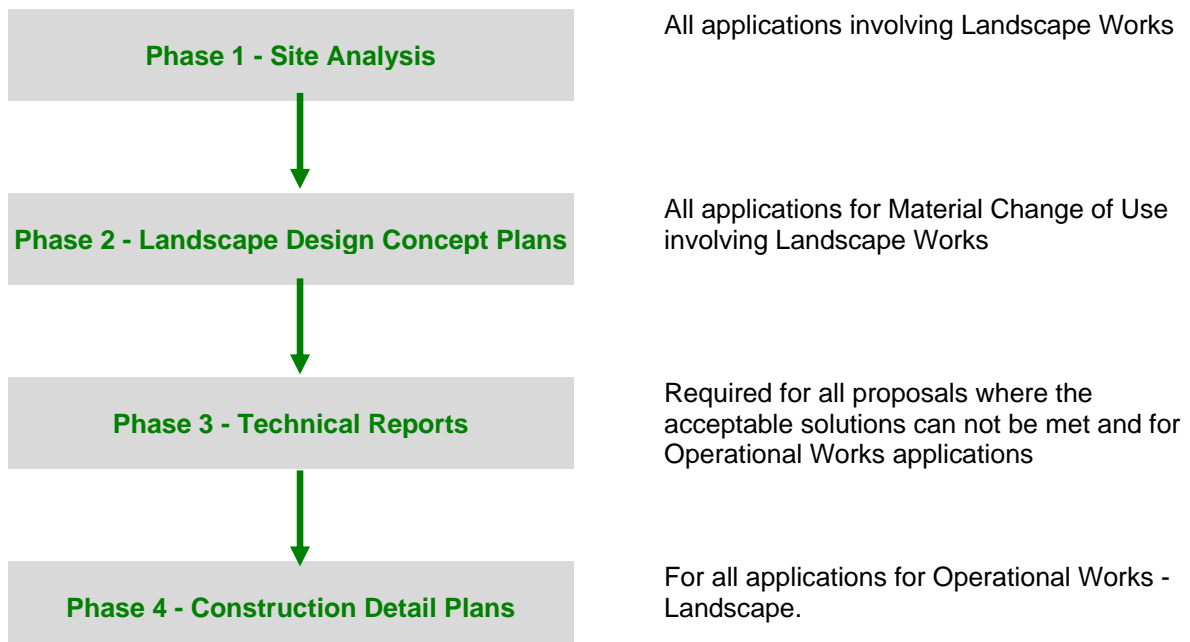 Phase 1 - Site Analysis
All applications involving Landscape Works
Phase 2 - Landscape Design Concept Plans
All applications for Material Change of Use
involving Landscape Works
Phase 3 - Technical Reports
Required for all proposals where the
acceptable solutions can not be met and for
Operational Works applications
Phase 4 - Construction Detail Plans
For all applications for Operational Works -
Landscape.